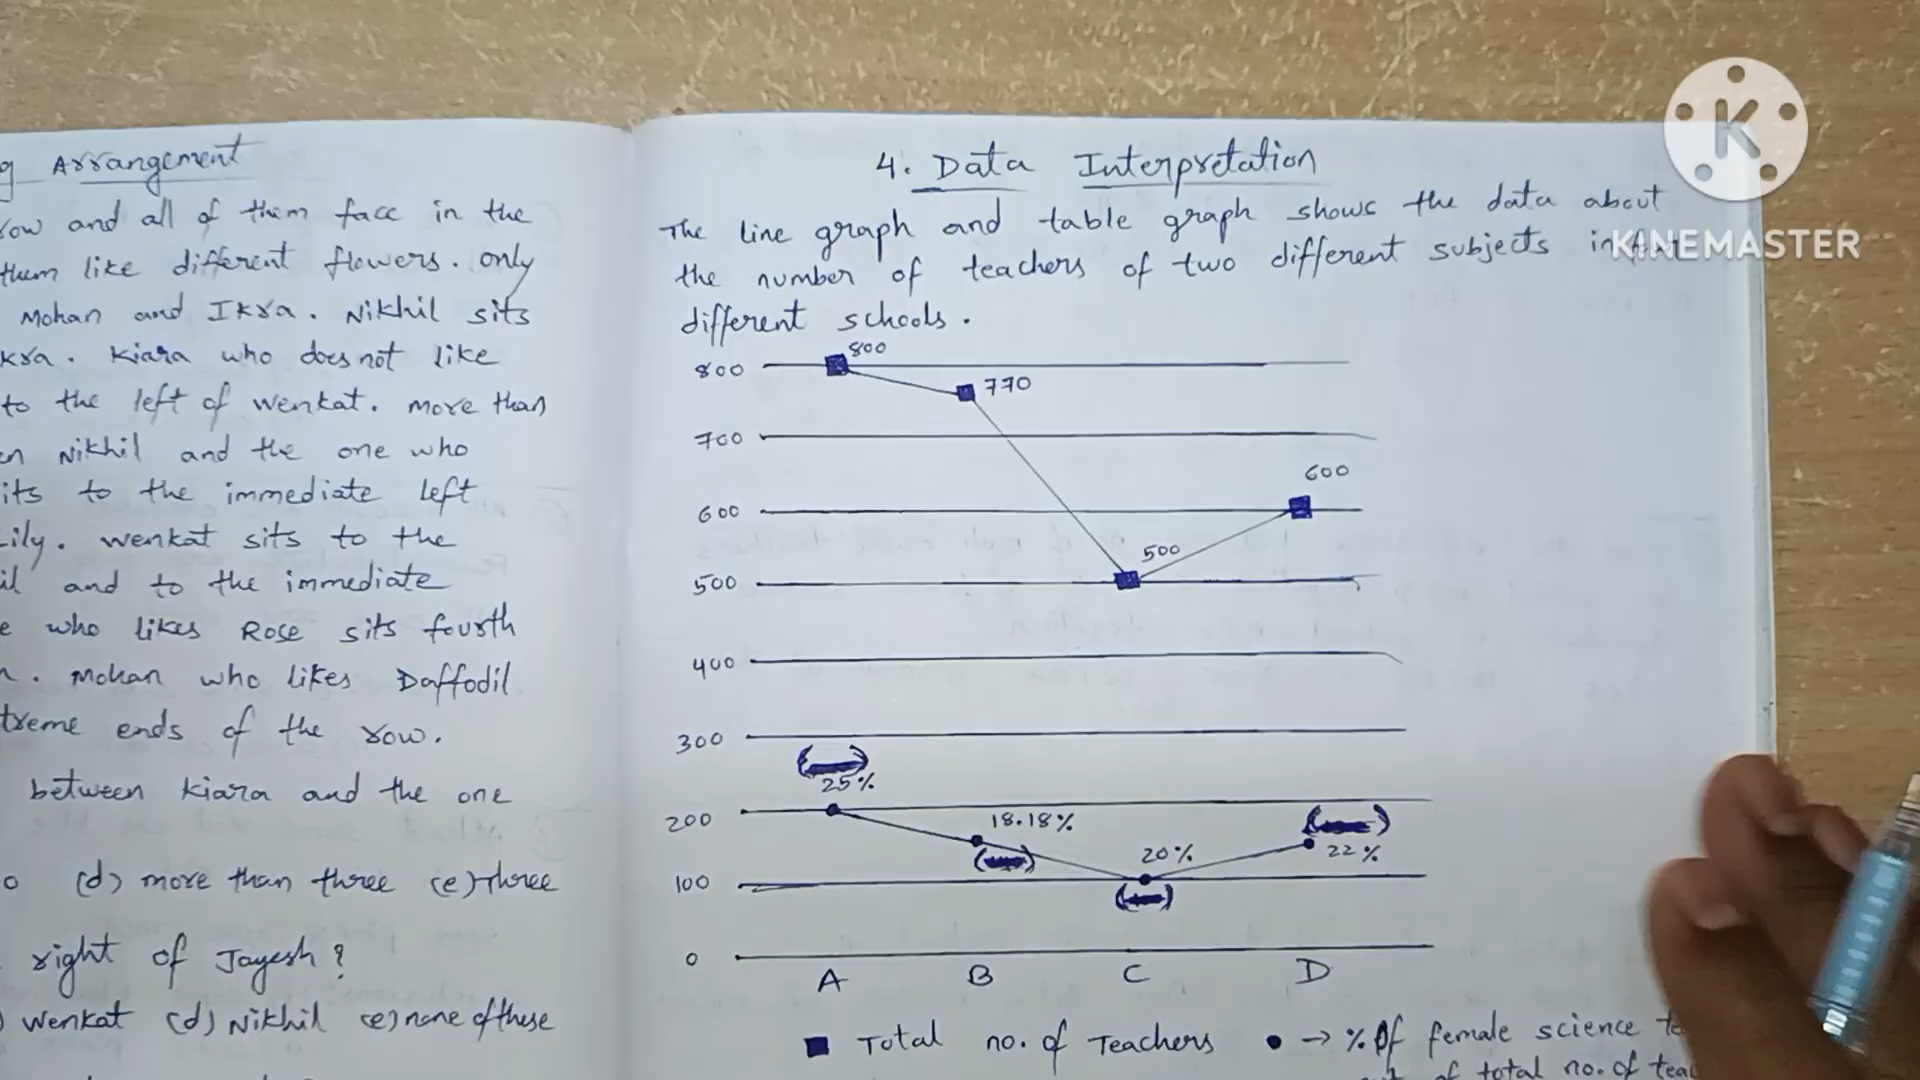 g Arrangement
row and all of them face in the
them like different flowers. only
Mohan and Ikra. Nikhil sits
kra. Kiara who does not like
to the left of Wenkat. More than
en Nikhil and the one who
its to the immediate left
Lily. Wenkat sits to the
il and to the immediate
e who likes Rose sits fourth
n. Mohan who likes Daffodil
treme ends of the row.
between Kiara and the one
o (d) more than three (e) Three
right of Jayesh?
) Wenkat (d) Nikhil (e) none of these
4. Data Interpretation
The line graph and table graph shows the data about
the number of teachers of two different subjects in
different schools.
800
800
770
700
600
600
500
500
400
300
25%
200
18.18%
20%
22%
100
0
A B C D
Total no. of Teachers → % of female science te
of total no. of tea
K
KINEMASTER